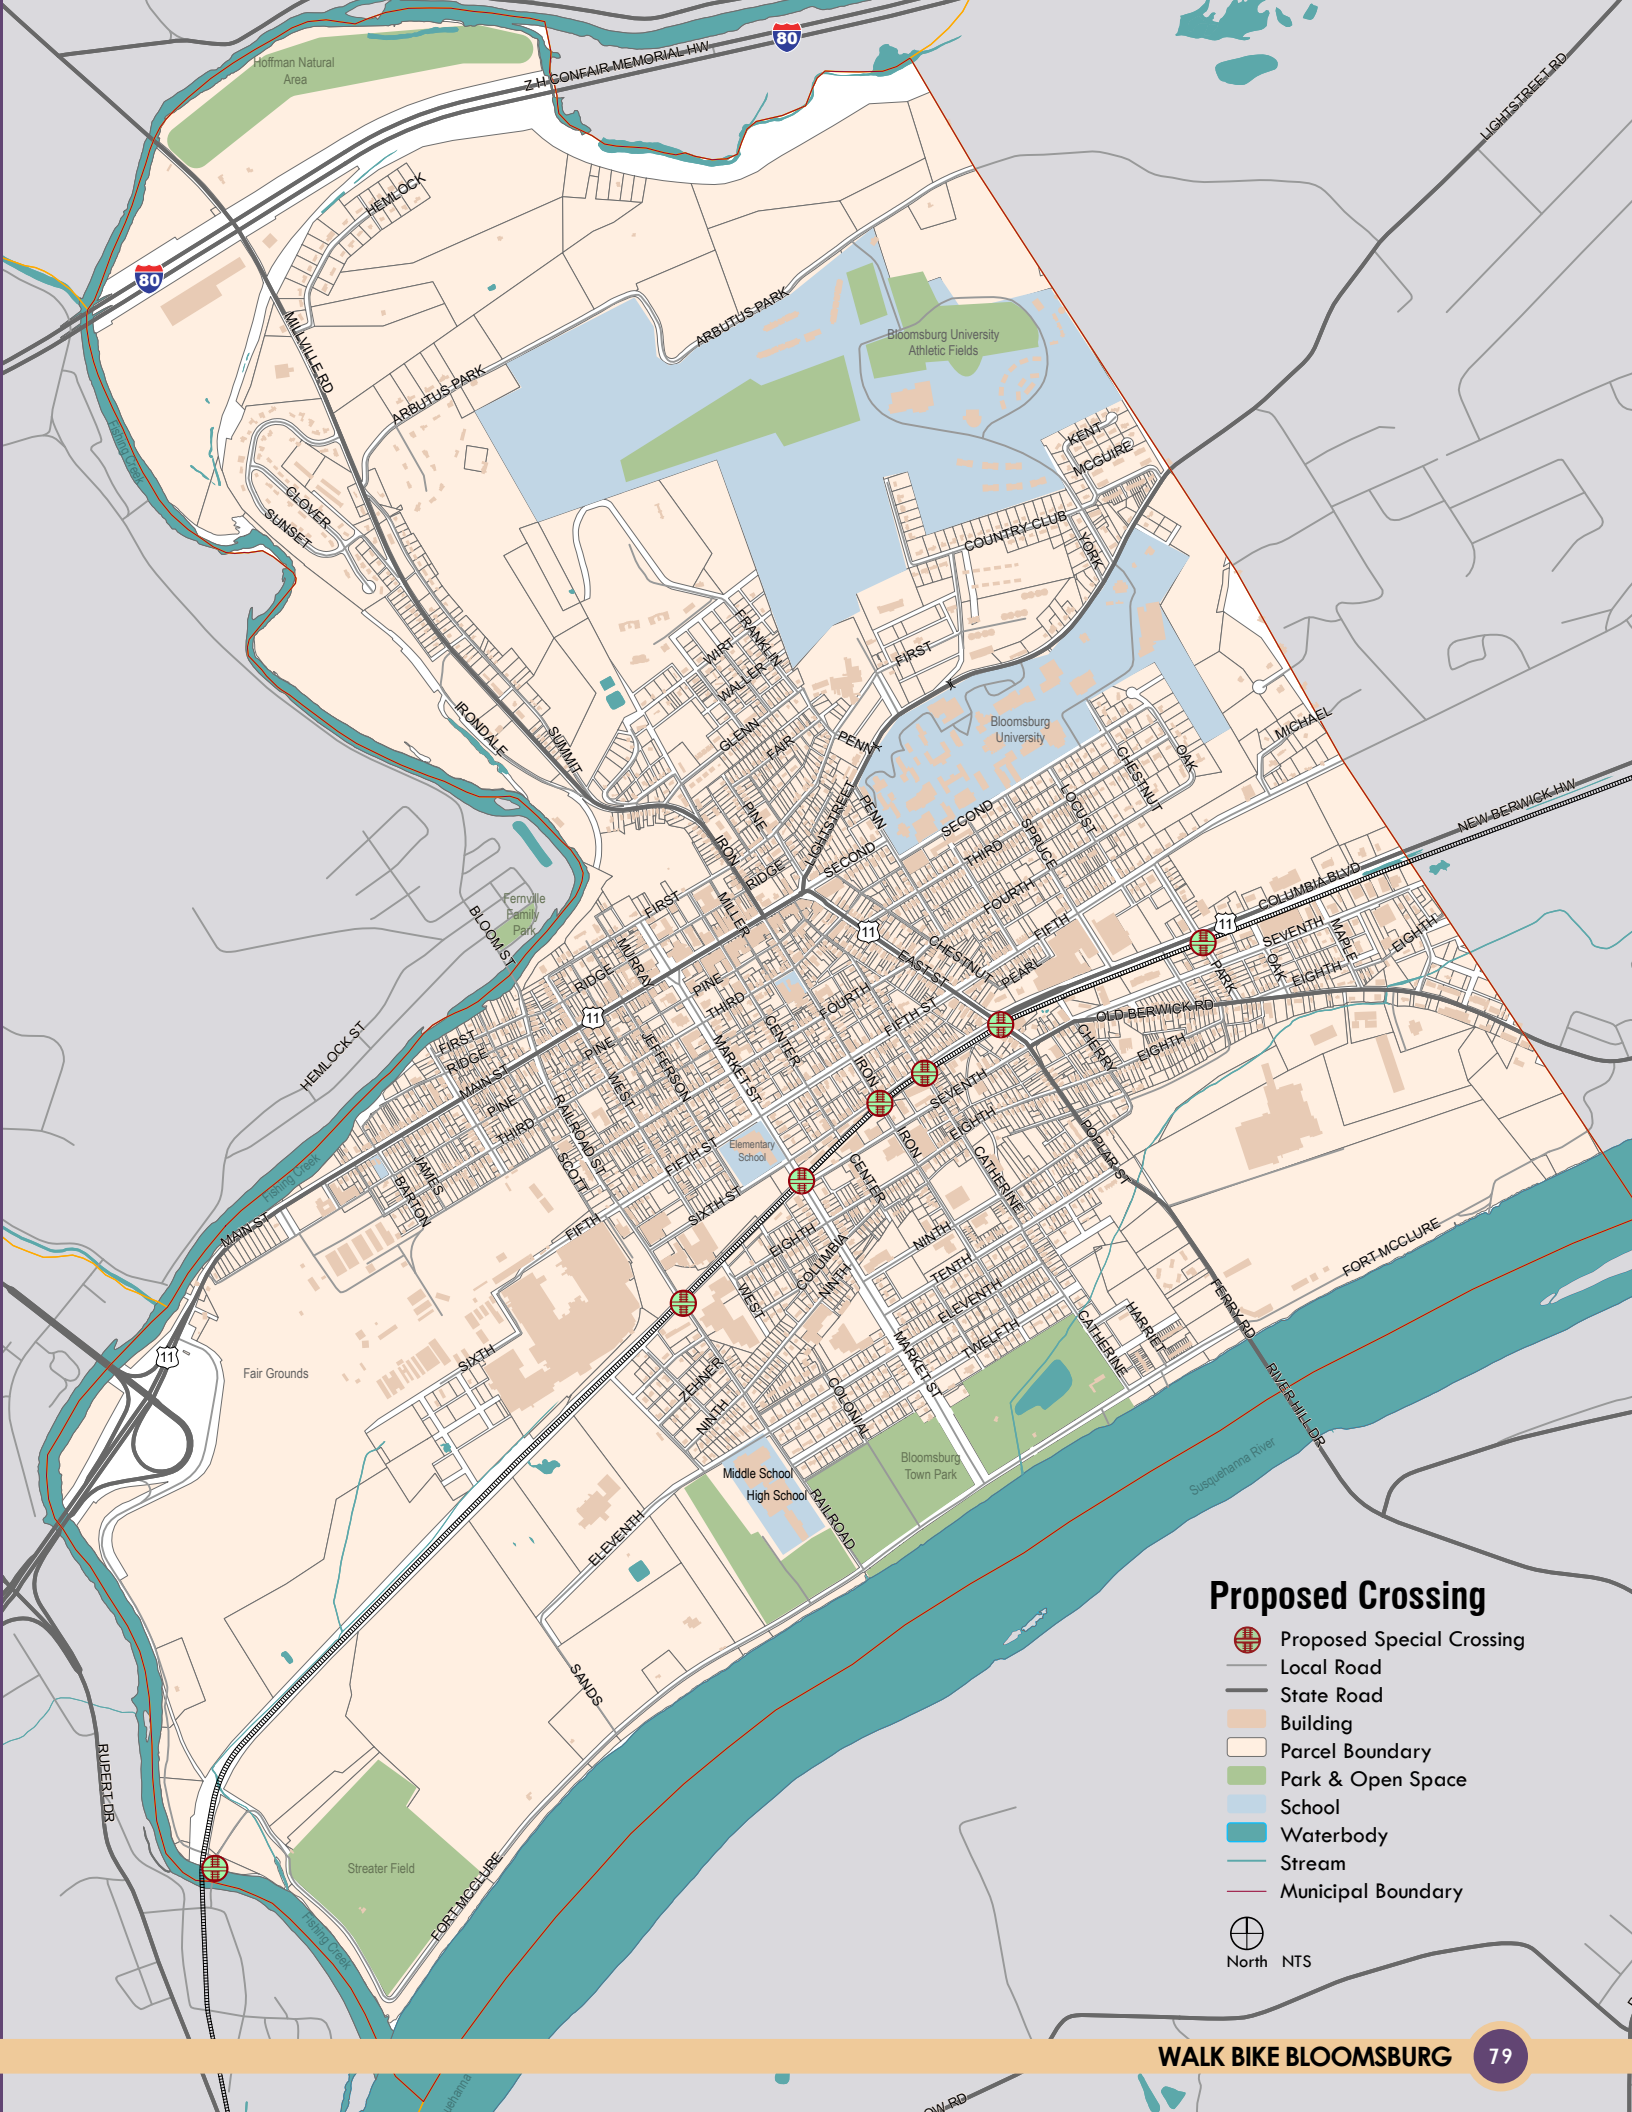 80
Z H CONFAIR MEMORIAL HW
Hoffman Natural
Area
LIGHTSTREET RD
HEMLOCK
80
MILLVILLE RD
ARBUTUS PARK
Bloomsburg University
Athletic Fields
ARBUTUS PARK
Fishing Creek
KENT
MCGUIRE
CLOVER
SUNSET
COUNTRY CLUB
YORK
FRANKLIN
WIRT
WALLER
FIRST
IRONDALE
SUMMIT
GLENN
FAIR
PENN
Bloomsburg
University
MICHAEL
OAK
CHESTNUT
LOCUST
PINE
LIGHTSTREET
PENN
SECOND
SPRUCE
NEW BERWICK HW
IRON
RIDGE
SECOND
THIRD
COLUMBIA BLVD
Fernville
Family
Park
BLOOM ST
FIRST
MILLER
FOURTH
FIFTH
11
11
SEVENTH
MAPLE
EIGHTH
MURRAY
CHESTNUT
EAST ST
PEARL
RIDGE
PINE
THIRD
FOURTH
FIFTH ST
PARK
OAK
EIGHTH
11
OLD BERWICK RD
HEMLOCK ST
FIRST
RIDGE
MAIN ST
PINE
JEFFERSON
CENTER
MARKET ST
CHERRY
EIGHTH
PINE
WEST
IRON
SEVENTH
THIRD
RAILROAD ST
EIGHTH
IRON
POPLAR ST
Elementary
School
FIFTH ST
SCOTT
JAMES
BARTON
Fishing Creek
CENTER
CATHERINE
SIXTH ST
MAIN ST
FIFTH
EIGHTH
COLUMBIA
NINTH
NINTH
TENTH
FORT MCCLURE
WEST
ELEVENTH
TWELFTH
CATHERINE
HARRIET
FERRY RD
11
Fair Grounds
SIXTH
MARKET ST
ZEHNER
COLONIAL
NINTH
RIVER HILL DR
Middle School
High School
Bloomsburg
Town Park
Susquehanna River
RAILROAD
ELEVENTH
SANDS
RUPERT DR
Streater Field
FORT MCCLURE
Fishing Creek
Proposed Crossing
Proposed Special Crossing
Local Road
State Road
Building
Parcel Boundary
Park & Open Space
School
Waterbody
Stream
Municipal Boundary
North NTS
WALK BIKE BLOOMSBURG 79